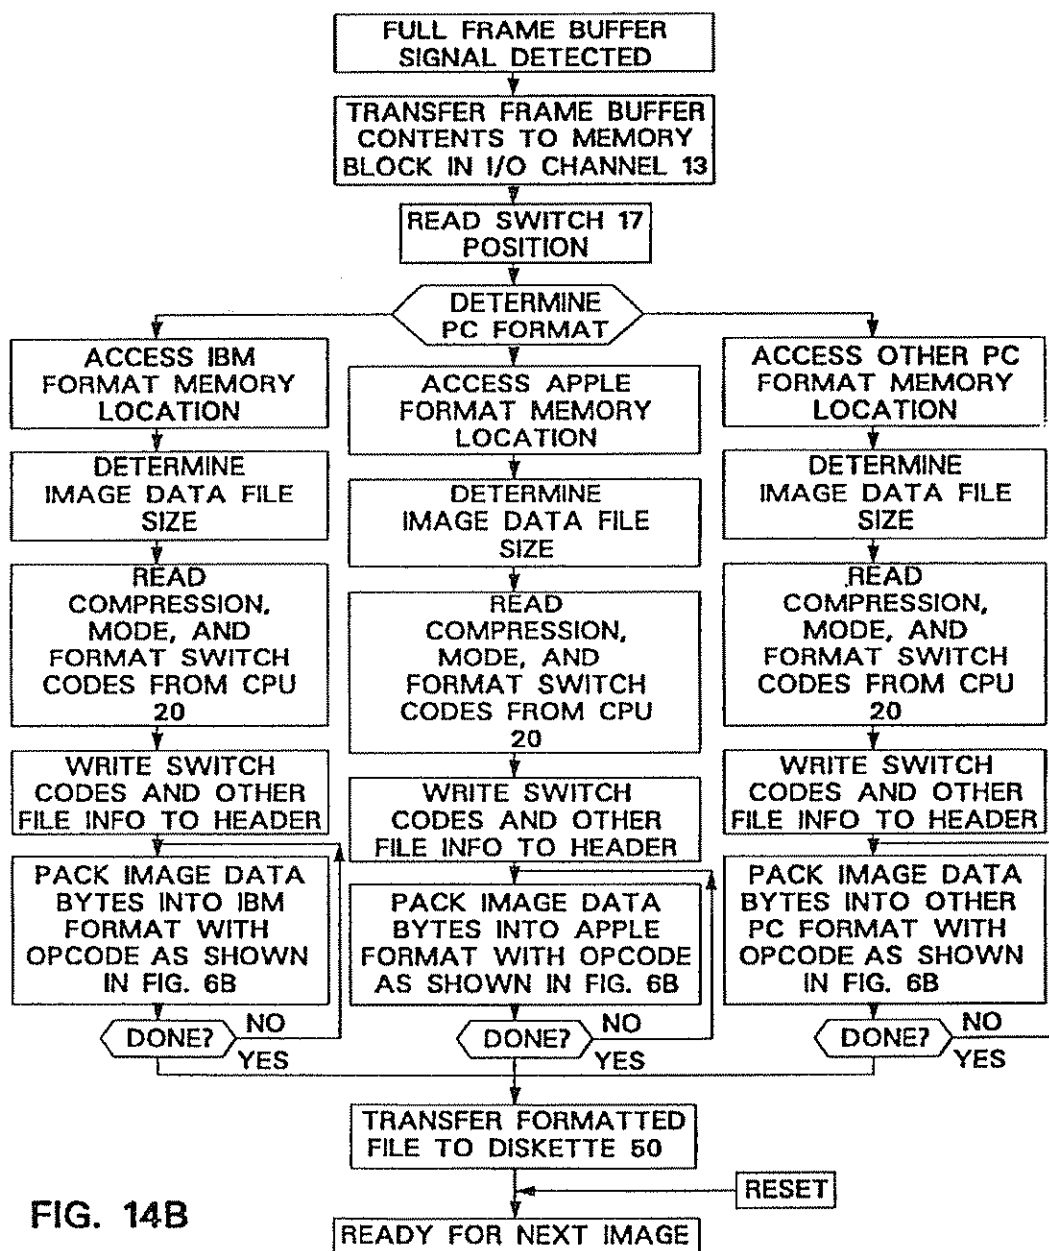 FULL FRAME BUFFER
SIGNAL DETECTED
TRANSFER FRAME BUFFER
CONTENTS TO MEMORY
BLOCK IN I/O CHANNEL 13
READ SWITCH 17
POSITION
DETERMINE
PC FORMAT
ACCESS IBM
FORMAT MEMORY
LOCATION
DETERMINE
IMAGE DATA FILE
SIZE
READ
COMPRESSION,
MODE, AND
FORMAT SWITCH
CODES FROM CPU
20
WRITE SWITCH
CODES AND OTHER
FILE INFO TO HEADER
PACK IMAGE DATA
BYTES INTO IBM
FORMAT WITH
OPCODE AS SHOWN
IN FIG. 6B
DONE?
NO
YES
ACCESS APPLE
FORMAT MEMORY
LOCATION
DETERMINE
IMAGE DATA FILE
SIZE
READ
COMPRESSION,
MODE, AND
FORMAT SWITCH
CODES FROM CPU
20
WRITE SWITCH
CODES AND OTHER
FILE INFO TO HEADER
PACK IMAGE DATA
BYTES INTO APPLE
FORMAT WITH OPCODE
AS SHOWN IN FIG. 6B
DONE?
NO
YES
ACCESS OTHER PC
FORMAT MEMORY
LOCATION
DETERMINE
IMAGE DATA FILE
SIZE
READ
COMPRESSION,
MODE, AND
FORMAT SWITCH
CODES FROM CPU
20
WRITE SWITCH
CODES AND OTHER
FILE INFO TO HEADER
PACK IMAGE DATA
BYTES INTO OTHER
PC FORMAT WITH
OPCODE AS SHOWN
IN FIG. 6B
DONE?
NO
YES
TRANSFER FORMATTED
FILE TO DISKETTE 50
RESET
READY FOR NEXT IMAGE
FIG. 14B